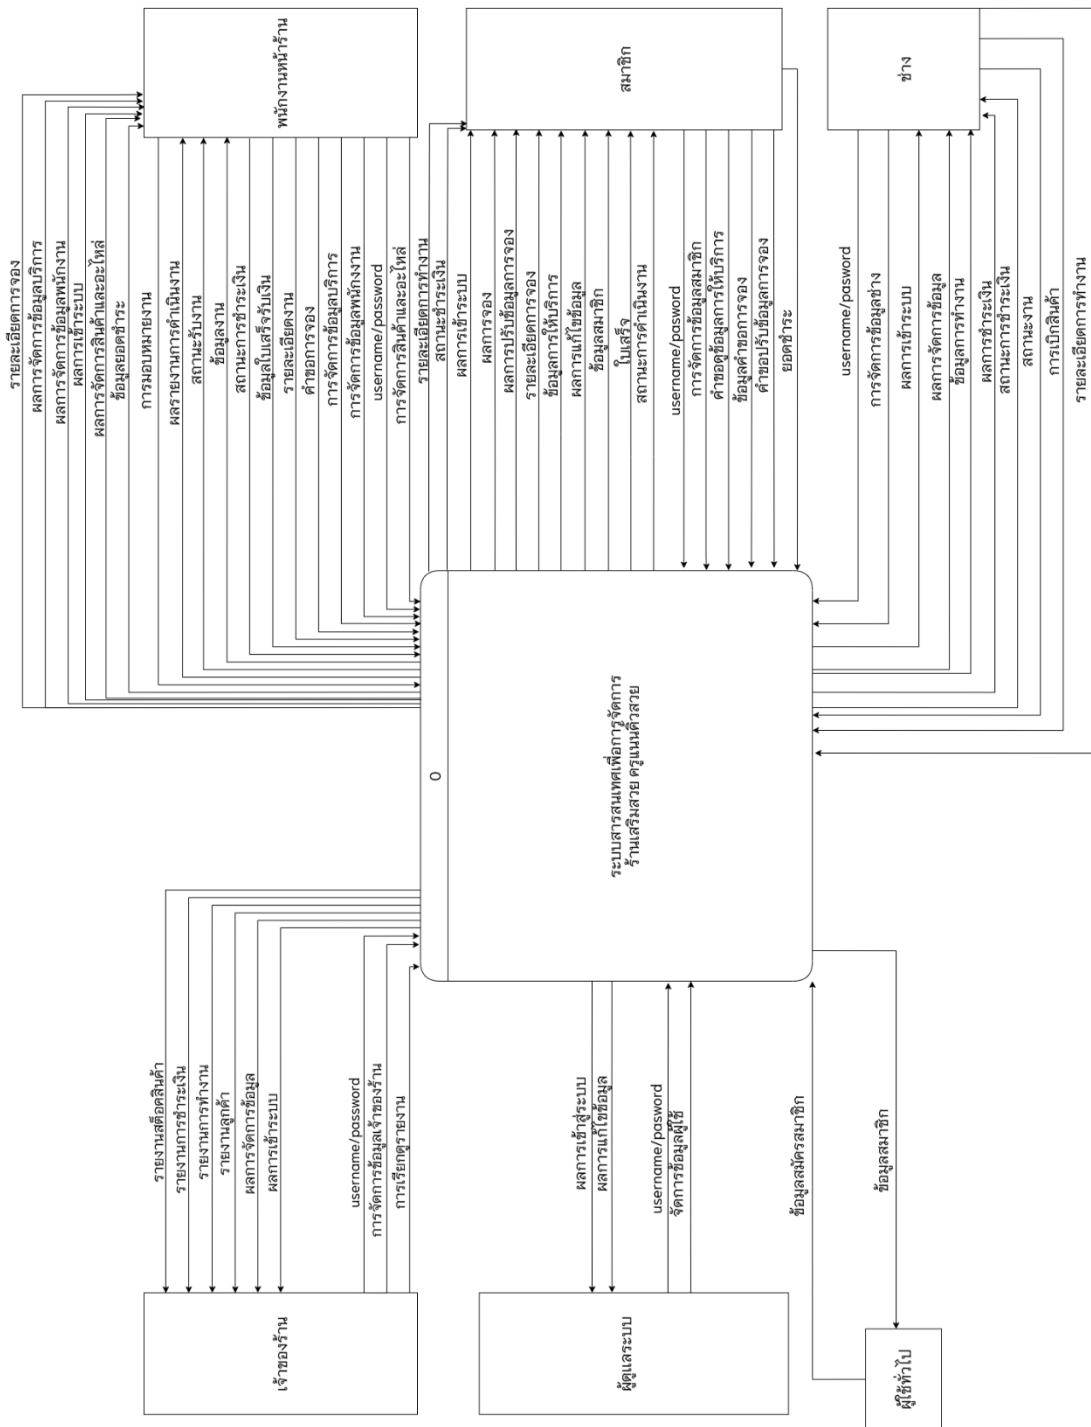 พนักงานหน้าร้าน
สมาชิก
ช่าง
รายละเอียดการจอง
ผลการจัดการข้อมูลบริการ
ผลการจัดการข้อมูลพนักงาน
ผลการเข้าระบบ
ผลการจัดการสินค้าและอะไหล่
ข้อมูลยอดชำระ
การมอบหมายงาน
ผลรายงานการดำเนินงาน
สถานะรับงาน
ข้อมูลงาน
สถานะการชำระเงิน
ข้อมูลใบเสร็จรับเงิน
รายละเอียดงาน
คำขอการจอง
การจัดการข้อมูลบริการ
การจัดการข้อมูลพนักงงาน
username/password
การจัดการสินค้าและอะไหล่
รายละเอียดการทำงาน
สถานะชำระเงิน
ผลการเข้าระบบ
ผลการจอง
ผลการปรับข้อมูลการจอง
รายละเอียดการจอง
ข้อมูลการให้บริการ
ผลการแก้ไขข้อมูล
ข้อมูลสมาชิก
ใบเสร็จ
สถานะการดำเนินงาน
username/password
การจัดการข้อมูลสมาชิก
คำขอดูข้อมูลการให้บริการ
ข้อมูลคำขอการจอง
คำขอปรับข้อมูลการจอง
ยอดชำระ
username/pasword
การจัดการข้อมูลช่าง
ผลการเข้าระบบ
ผลการจัดการข้อมูล
ข้อมูลการทำงาน
ผลการชำระเงิน
สถานะการชำระเงิน
สถานะงาน
การเบิกสินค้า
รายละเอียดการทำงาน
0
ระบบสารสนเทศเพื่อการจัดการ
ร้านเสริมสวย ครูแนนคิวสวย
รายงานสต็อคสินค้า
รายงานการชำระเงิน
รายงานการทำงาน
รายงานลูกค้า
ผลการจัดการข้อมูล
ผลการเข้าระบบ
username/password
การจัดการข้อมูลเจ้าของร้าน
การเรียกดูรายงาน
ผลการเข้าสู่ระบบ
ผลการแก้ไขข้อมูล
username/pasword
จัดการข้อมูลผู้ใช้
ข้อมูลสมัครสมาชิก
ข้อมูลสมาชิก
เจ้าของร้าน
ผู้ดูแลระบบ
ผู้ใช้ทั่วไป